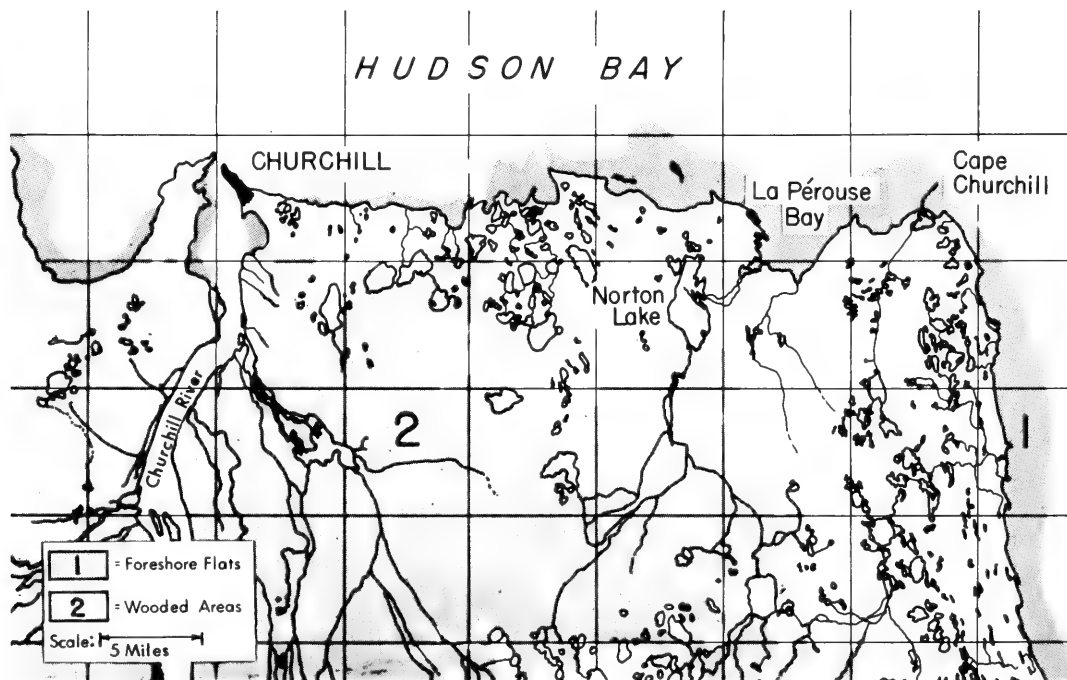 HUDSON BAY
CHURCHILL
Cape
Churchill
La Pérouse
Bay
Norton
Lake
Churchill River
2
1
1 = Foreshore Flats
2 = Wooded Areas
Scale:
5 Miles